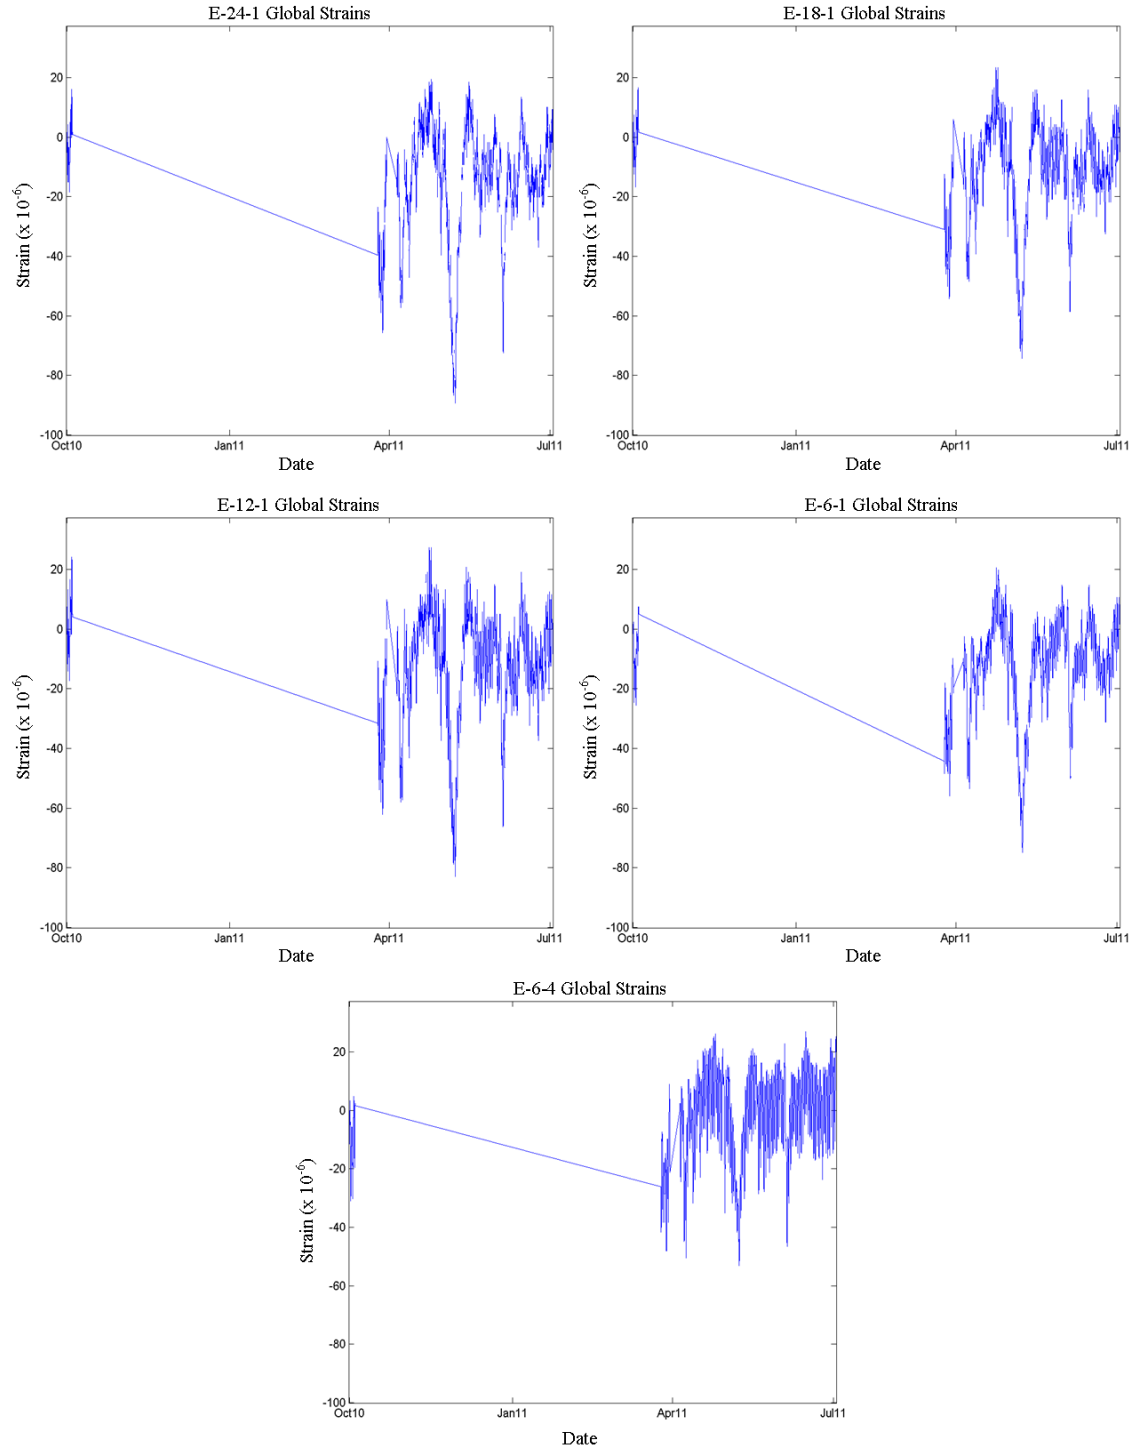 E-24-1 Global Strains
20
0
-20
-40
-60
-80
-100
Oct10 Jan11 Apr11 Jul11
Strain (x 10^-6)
Date
E-18-1 Global Strains
20
0
-20
-40
-60
-80
-100
Oct10 Jan11 Apr11 Jul11
Strain (x 10^-6)
Date
E-12-1 Global Strains
20
0
-20
-40
-60
-80
-100
Oct10 Jan11 Apr11 Jul11
Strain (x 10^-6)
Date
E-6-1 Global Strains
20
0
-20
-40
-60
-80
-100
Oct10 Jan11 Apr11 Jul11
Strain (x 10^-6)
Date
E-6-4 Global Strains
20
0
-20
-40
-60
-80
-100
Oct10 Jan11 Apr11 Jul11
Strain (x 10^-6)
Date